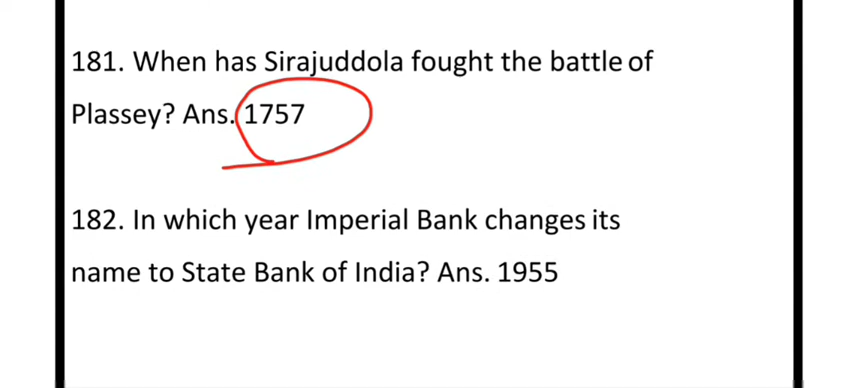 181. When has Sirajuddola fought the battle of
Plassey? Ans. 1757
182. In which year Imperial Bank changes its
name to State Bank of India? Ans. 1955